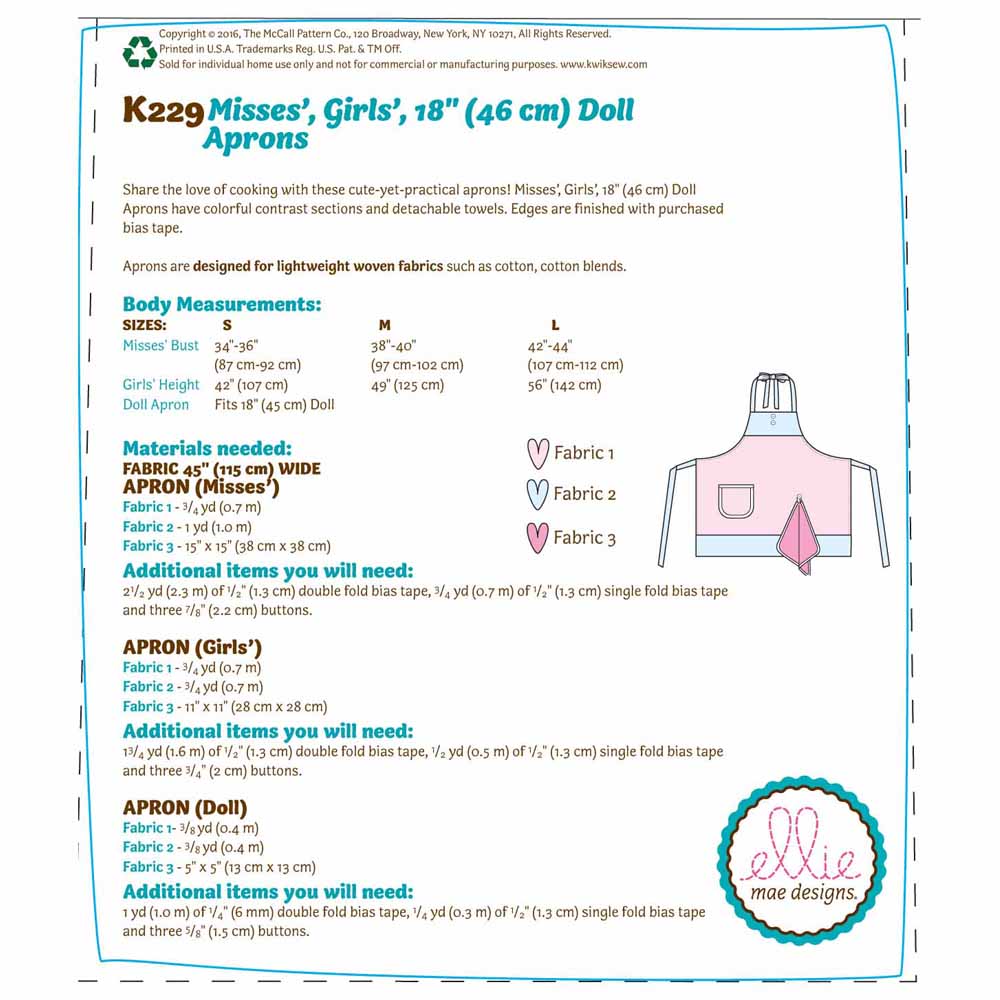 Copyright © 2016, The McCall Pattern Co., 120 Broadway, New York, NY 10271, All Rights Reserved.
Printed in U.S.A. Trademarks Reg. U.S. Pat. & TM Off.
Sold for individual home use only and not for commercial or manufacturing purposes. www.kwiksew.com
K229 Misses', Girls', 18" (46 cm) Doll
Aprons
Share the love of cooking with these cute-yet-practical aprons! Misses', Girls', 18" (46 cm) Doll
Aprons have colorful contrast sections and detachable towels. Edges are finished with purchased
bias tape.
Aprons are designed for lightweight woven fabrics such as cotton, cotton blends.
Body Measurements:
SIZES: S M L
Misses' Bust 34"-36" 38"-40" 42"-44"
(87 cm-92 cm) (97 cm-102 cm) (107 cm-112 cm)
Girls' Height 42" (107 cm) 49" (125 cm) 56" (142 cm)
Doll Apron Fits 18" (45 cm) Doll
Materials needed:
FABRIC 45" (115 cm) WIDE
APRON (Misses')
Fabric 1 - 3/4 yd (0.7 m)
Fabric 2 - 1 yd (1.0 m)
Fabric 3 - 15" x 15" (38 cm x 38 cm)
Fabric 1
Fabric 2
Fabric 3
Additional items you will need:
2 1/2 yd (2.3 m) of 1/2" (1.3 cm) double fold bias tape, 3/4 yd (0.7 m) of 1/2" (1.3 cm) single fold bias tape
and three 7/8" (2.2 cm) buttons.
APRON (Girls')
Fabric 1 - 3/4 yd (0.7 m)
Fabric 2 - 3/4 yd (0.7 m)
Fabric 3 - 11" x 11" (28 cm x 28 cm)
Additional items you will need:
1 3/4 yd (1.6 m) of 1/2" (1.3 cm) double fold bias tape, 1/2 yd (0.5 m) of 1/2" (1.3 cm) single fold bias tape
and three 3/4" (2 cm) buttons.
APRON (Doll)
Fabric 1- 3/8 yd (0.4 m)
Fabric 2 - 3/8 yd (0.4 m)
Fabric 3 - 5" x 5" (13 cm x 13 cm)
Additional items you will need:
1 yd (1.0 m) of 1/4" (6 mm) double fold bias tape, 1/4 yd (0.3 m) of 1/2" (1.3 cm) single fold bias tape
and three 5/8" (1.5 cm) buttons.
ellie
mae designs.